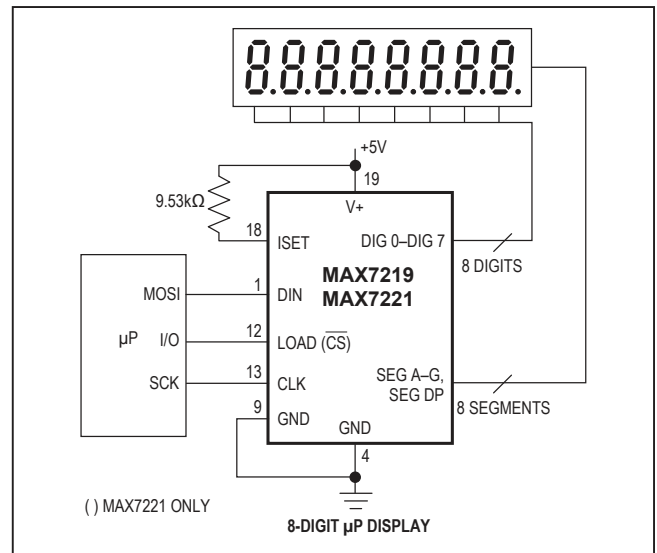 8.8.8.8.8.8.8.8.
+5V
19
9.53kΩ
V+
18
ISET
DIG 0–DIG 7
8 DIGITS
MAX7219
MAX7221
MOSI
1
DIN
µP
I/O
12
LOAD (C̅S̅)
SCK
13
CLK
SEG A–G,
SEG DP
8 SEGMENTS
9
GND
GND
4
( ) MAX7221 ONLY
8-DIGIT µP DISPLAY